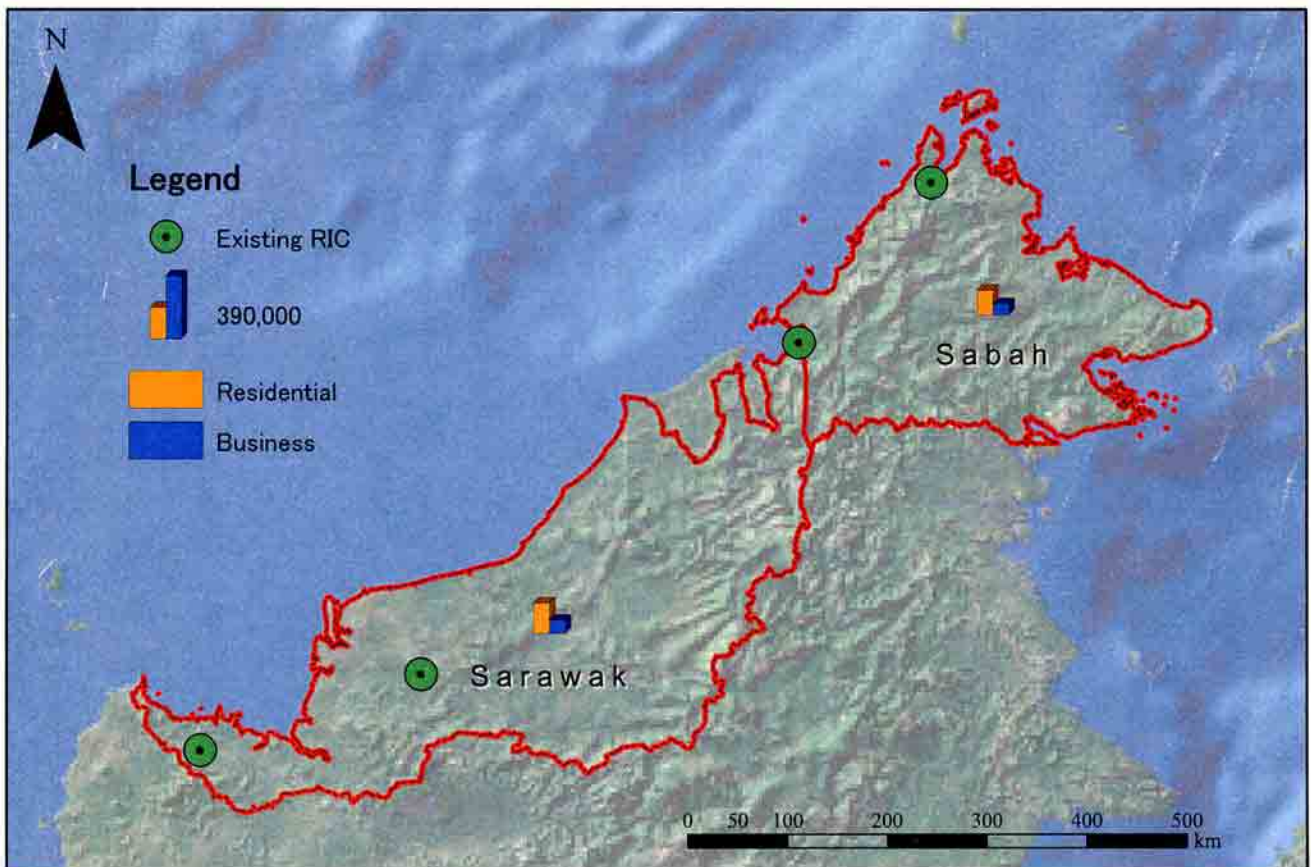 N
Legend
Existing RIC
390,000
Residential
Business
Sabah
Sarawak
0 50 100 200 300 400 500
km